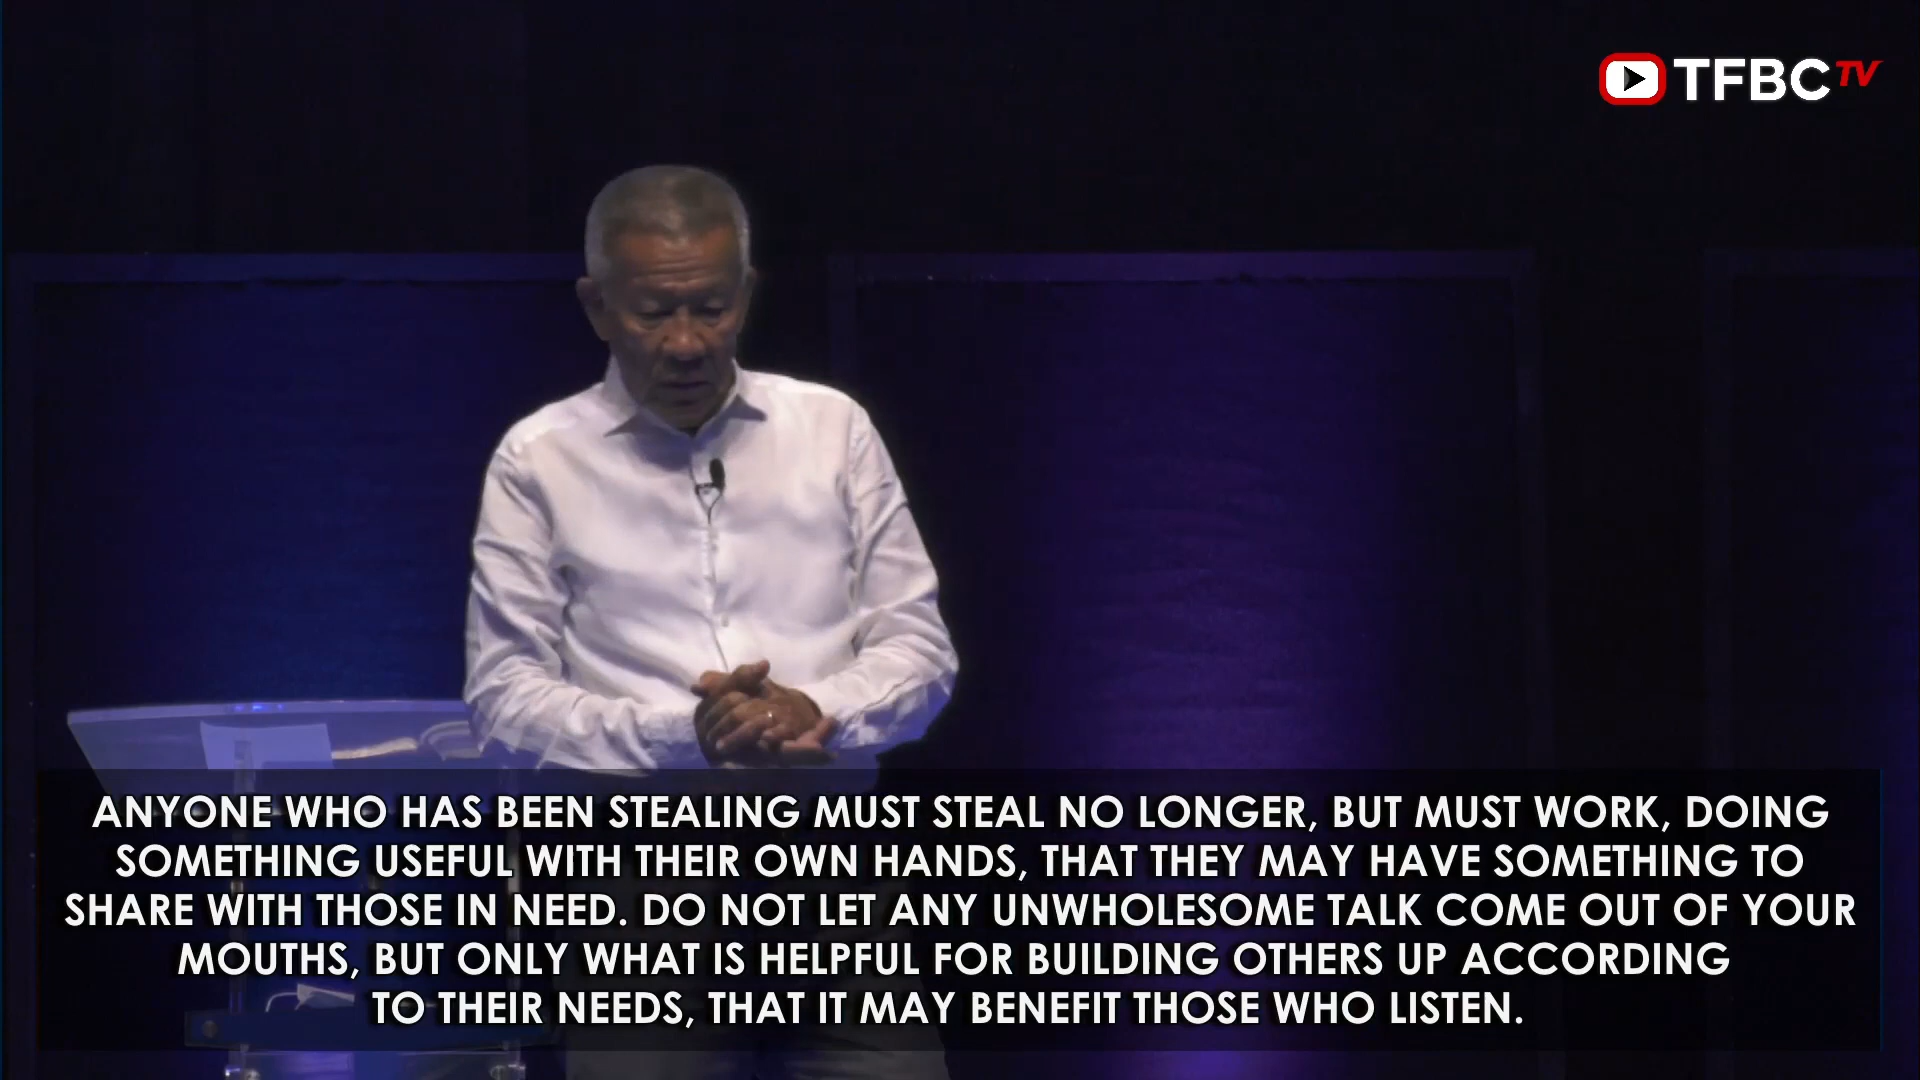 TFBC TV
ANYONE WHO HAS BEEN STEALING MUST STEAL NO LONGER, BUT MUST WORK, DOING
SOMETHING USEFUL WITH THEIR OWN HANDS, THAT THEY MAY HAVE SOMETHING TO
SHARE WITH THOSE IN NEED. DO NOT LET ANY UNWHOLESOME TALK COME OUT OF YOUR
MOUTHS, BUT ONLY WHAT IS HELPFUL FOR BUILDING OTHERS UP ACCORDING
TO THEIR NEEDS, THAT IT MAY BENEFIT THOSE WHO LISTEN.